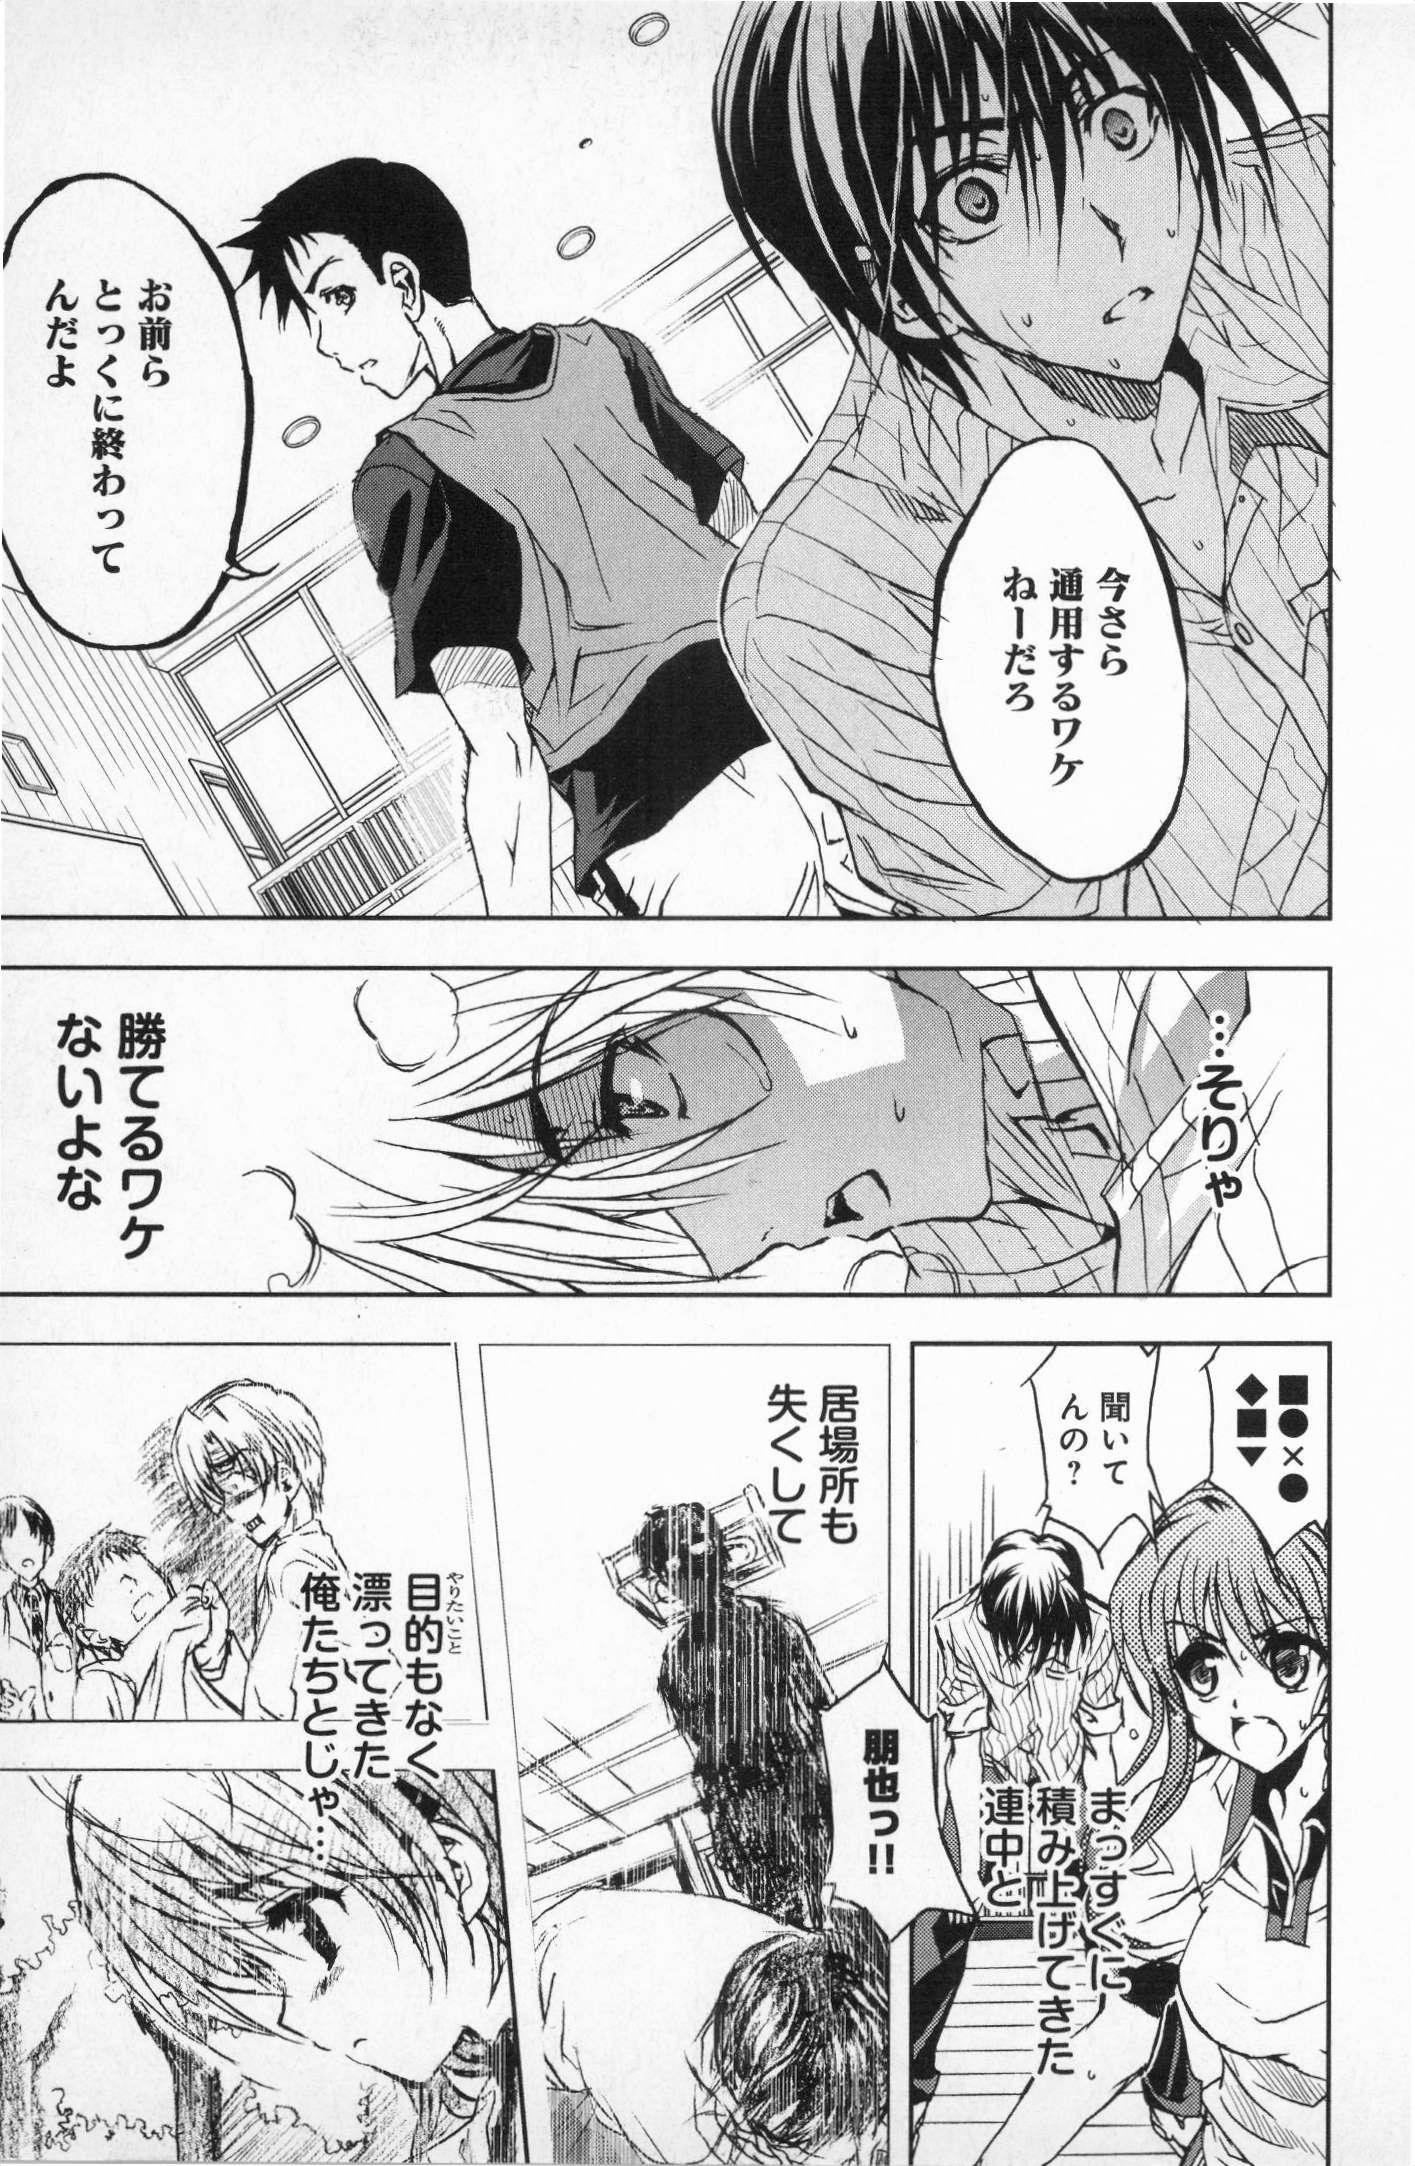 今さら
通用するワケ
ねーだろ
お前ら
とっくに終わって
んだよ
…そりゃ
勝てるワケ
ないよな
■●×●
◆■▼
聞いて
んの？
まっすぐに
積み上げてきた
連中と
朋也っ!!
居場所も
失くして
やりたいこと
目的もなく
漂ってきた
俺たちとじゃ…